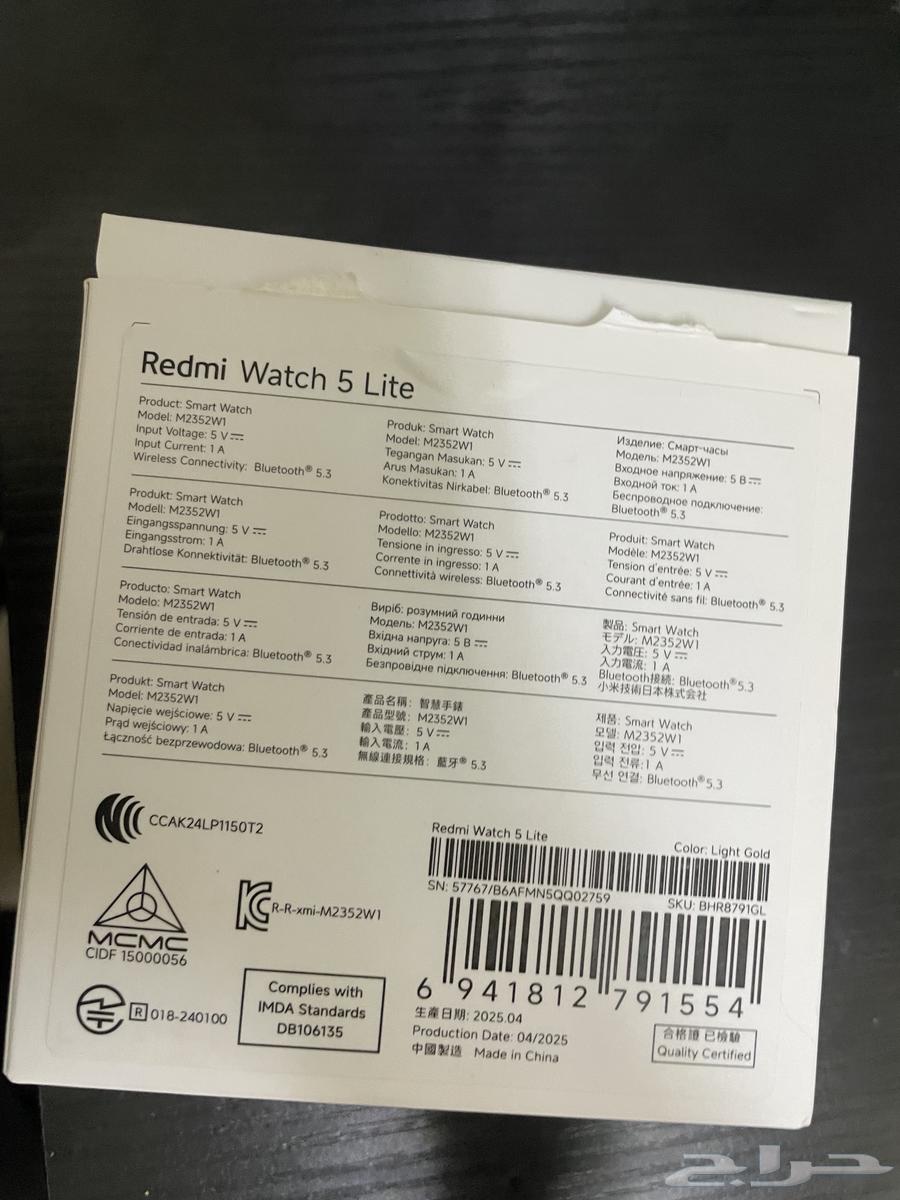 Redmi Watch 5 Lite
Product: Smart Watch
Model: M2352W1
Input Voltage: 5 V⎓
Input Current: 1 A
Wireless Connectivity: Bluetooth® 5.3
Produk: Smart Watch
Model: M2352W1
Tegangan Masukan: 5 V⎓
Arus Masukan: 1 A
Konektivitas Nirkabel: Bluetooth® 5.3
Изделие: Смарт-часы
Модель: M2352W1
Входное напряжение: 5 В⎓
Входной ток: 1 A
Беспроводное подключение:
Bluetooth® 5.3
Produkt: Smart Watch
Modell: M2352W1
Eingangsspannung: 5 V⎓
Eingangsstrom: 1 A
Drahtlose Konnektivität: Bluetooth® 5.3
Prodotto: Smart Watch
Modello: M2352W1
Tensione in ingresso: 5 V⎓
Corrente in ingresso: 1 A
Connettività wireless: Bluetooth® 5.3
Produit: Smart Watch
Modèle: M2352W1
Tension d'entrée: 5 V⎓
Courant d'entrée: 1 A
Connectivité sans fil: Bluetooth® 5.3
Producto: Smart Watch
Modelo: M2352W1
Tensión de entrada: 5 V⎓
Corriente de entrada: 1 A
Conectividad inalámbrica: Bluetooth® 5.3
Виріб: розумний годинни
Модель: M2352W1
Вхідна напруга: 5 В⎓
Вхідний струм: 1 A
Безпровідне підключення: Bluetooth® 5.3
製品: Smart Watch
モデル: M2352W1
入力電圧: 5 V⎓
入力電流: 1 A
Bluetooth接続: Bluetooth®5.3
小米技術日本株式会社
Produkt: Smart Watch
Model: M2352W1
Napięcie wejściowe: 5 V⎓
Prąd wejściowy: 1 A
Łączność bezprzewodowa: Bluetooth® 5.3
產品名稱: 智慧手錶
產品型號: M2352W1
輸入電壓: 5 V⎓
輸入電流: 1 A
無線連接規格: 藍牙® 5.3
제품: Smart Watch
모델: M2352W1
입력 전압: 5 V⎓
입력 전류: 1 A
무선 연결: Bluetooth®5.3
CCAK24LP1150T2
MCMC
CIDF 15000056
R-R-xmi-M2352W1
R 018-240100
Complies with
IMDA Standards
DB106135
Redmi Watch 5 Lite
Color: Light Gold
SN: 57767/B6AFMN5QQ02759
SKU: BHR8791GL
6 941812 791554
生產日期: 2025.04
Production Date: 04/2025
中國製造 Made in China
合格證 已檢驗
Quality Certified
حراج